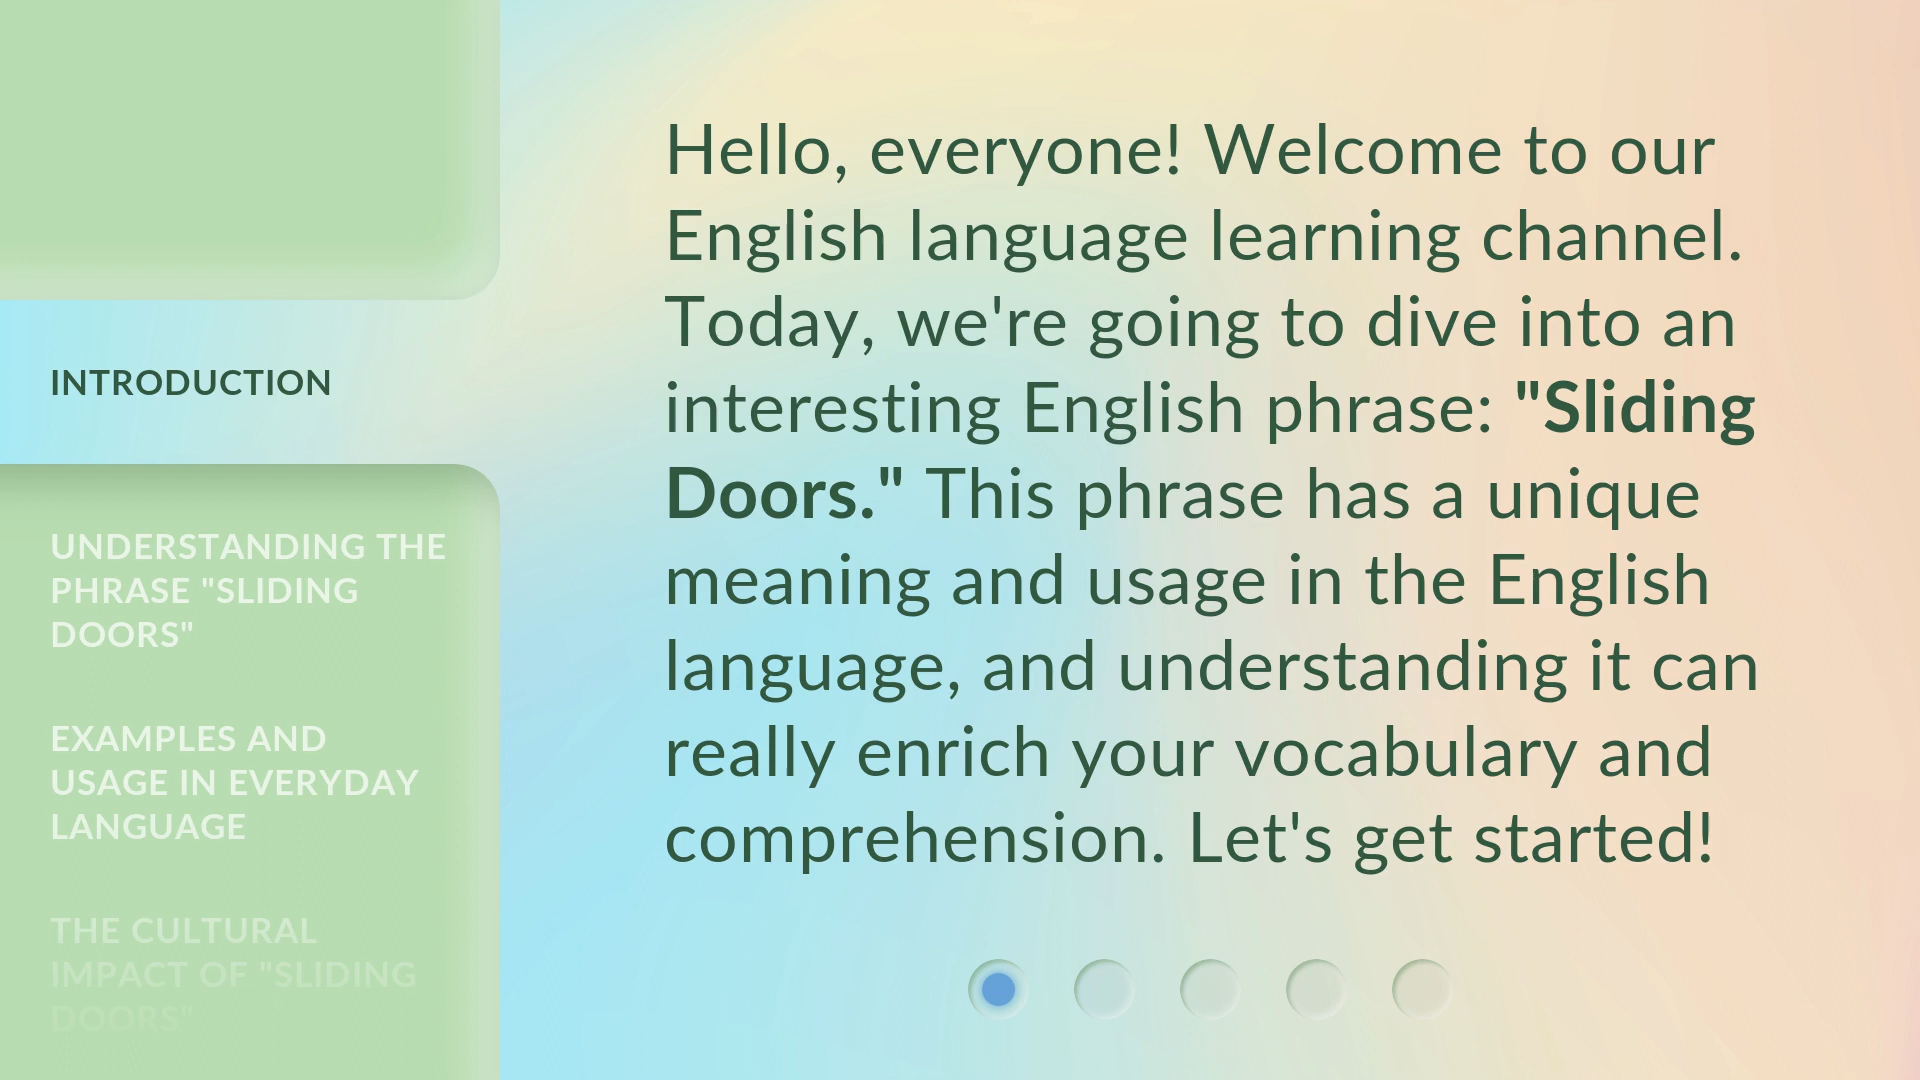 INTRODUCTION
UNDERSTANDING THE
PHRASE "SLIDING
DOORS"
EXAMPLES AND
USAGE IN EVERYDAY
LANGUAGE
THE CULTURAL
IMPACT OF "SLIDING
DOORS"
Hello, everyone! Welcome to our
English language learning channel.
Today, we're going to dive into an
interesting English phrase: "Sliding
Doors." This phrase has a unique
meaning and usage in the English
language, and understanding it can
really enrich your vocabulary and
comprehension. Let's get started!